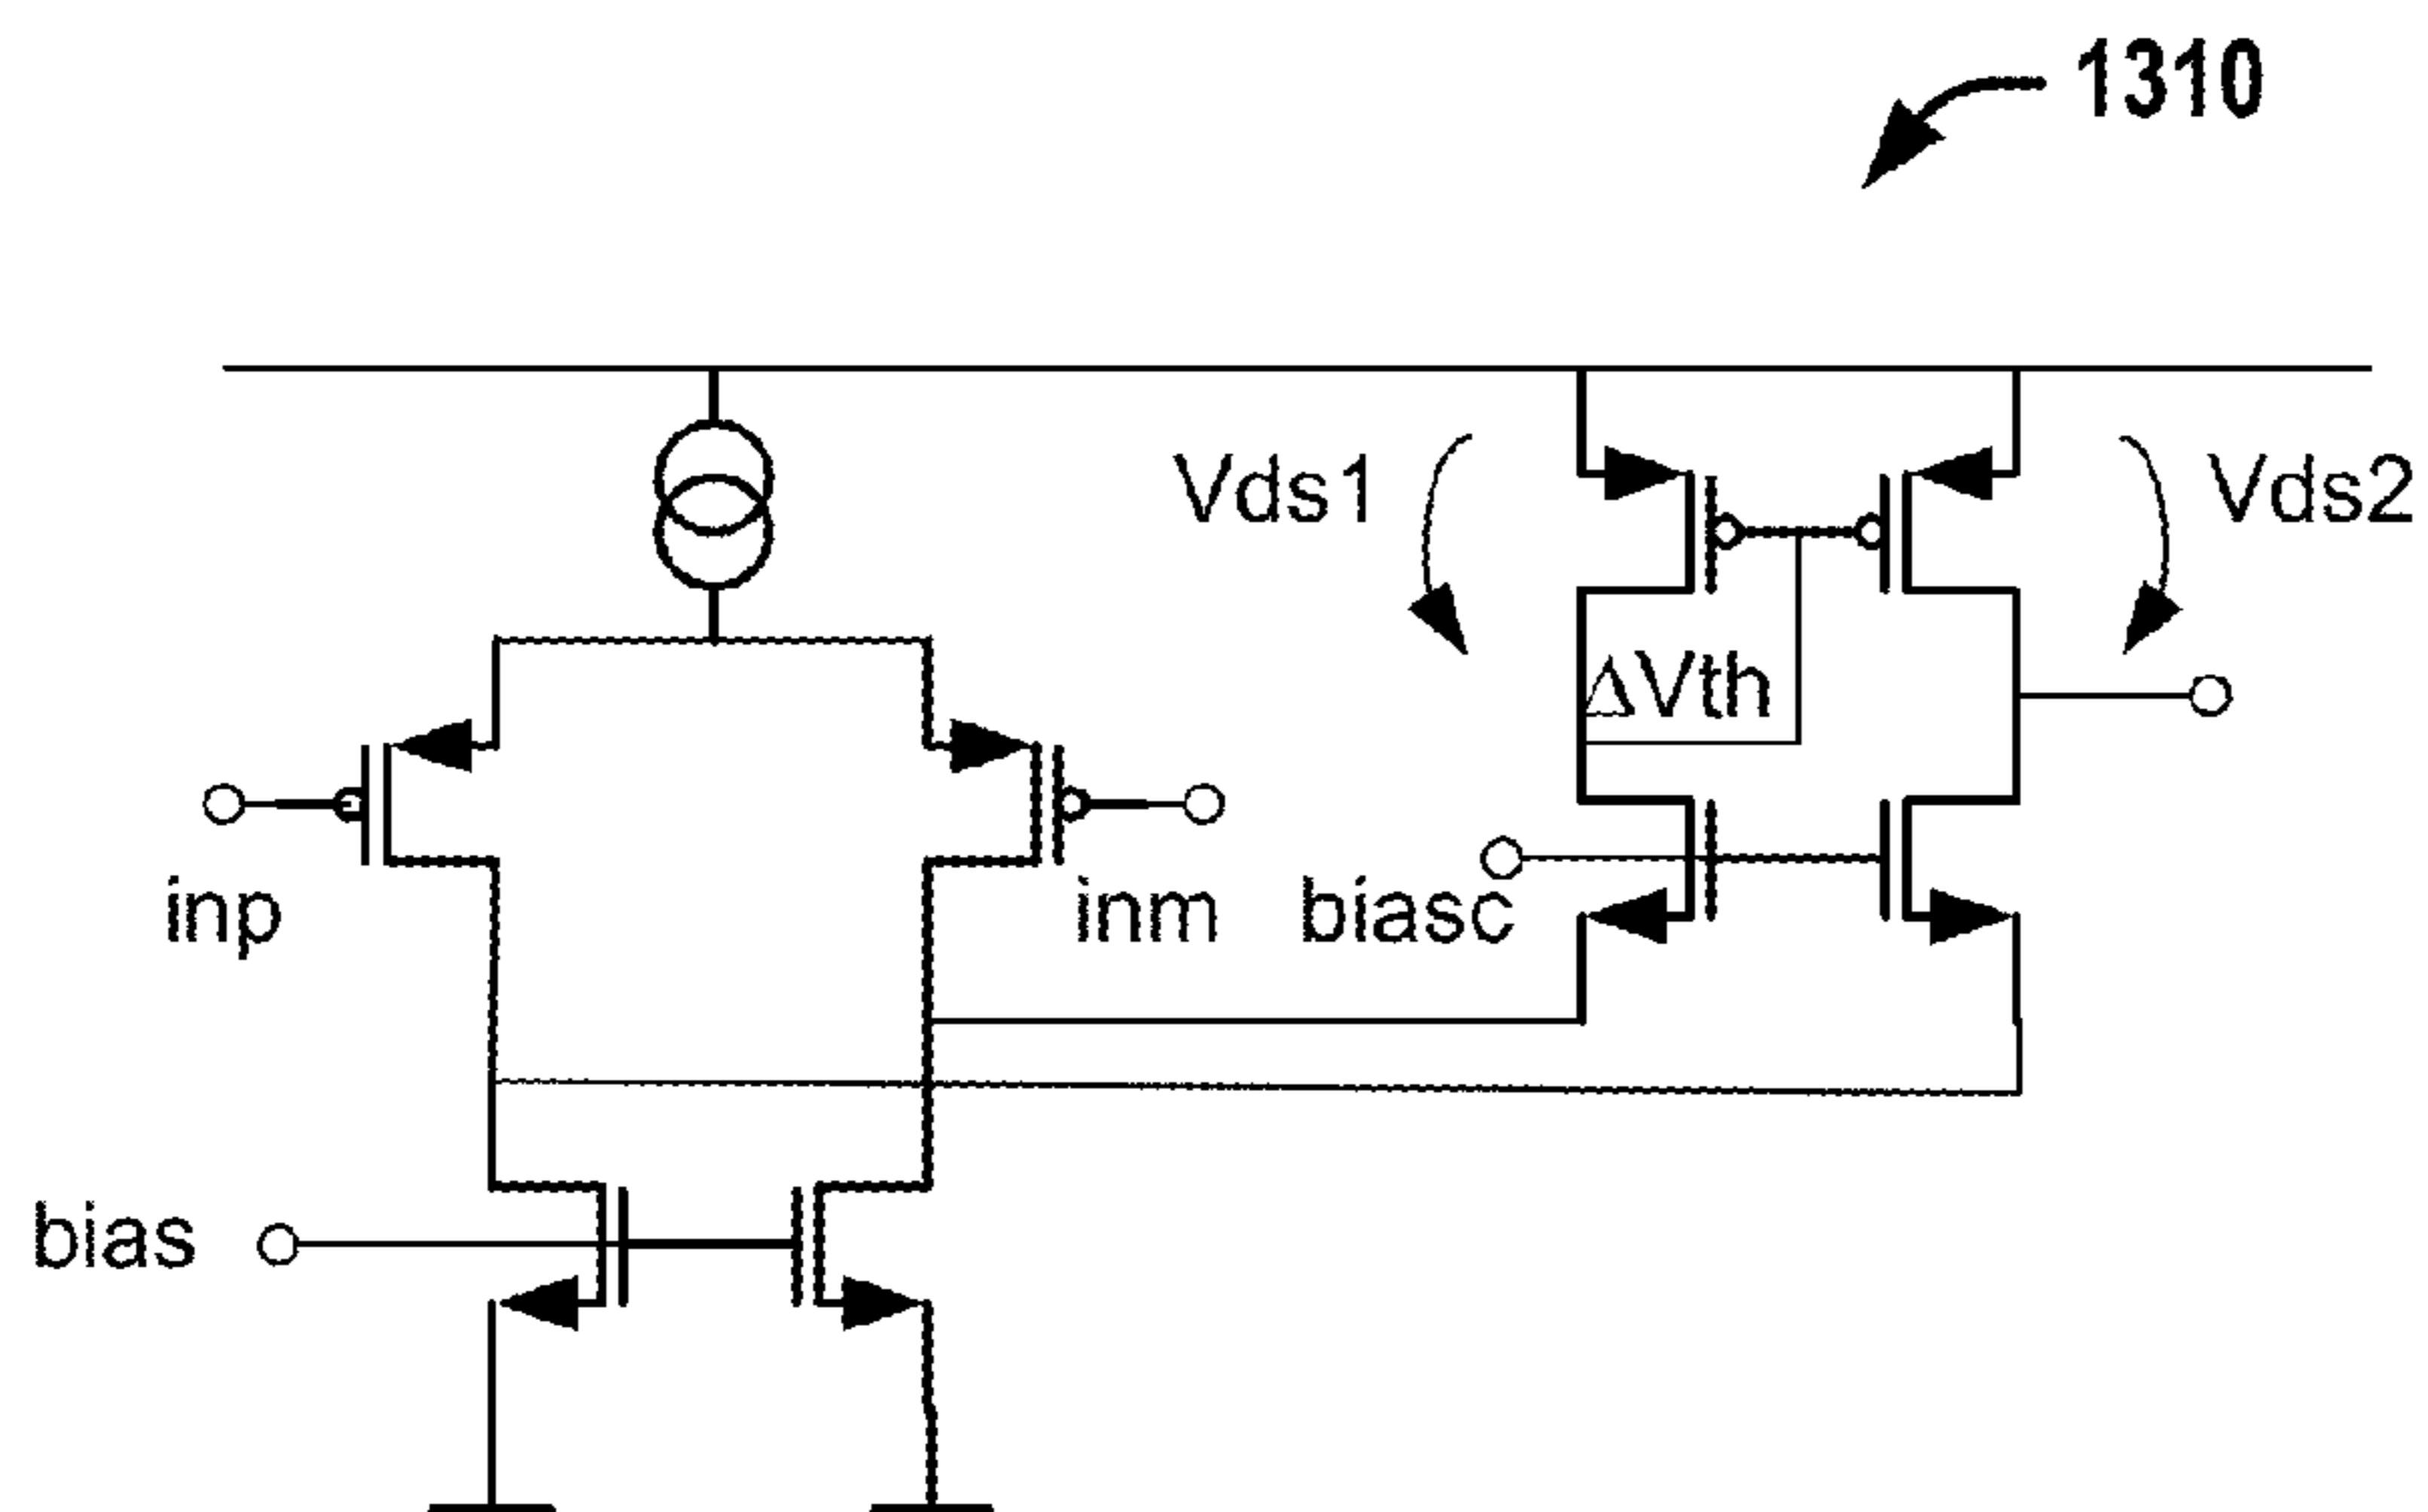 1310
Vds1
Vds2
ΔVth
inp
inm
biasc
bias